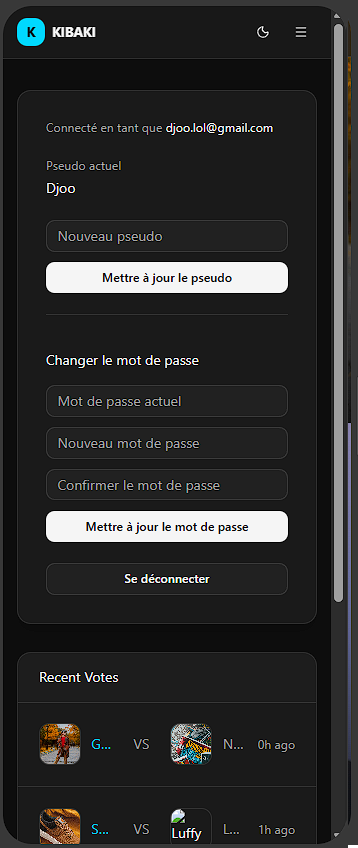 K KIBAKI
Connecté en tant que djoo.lol@gmail.com
Pseudo actuel
Djoo
Nouveau pseudo
Mettre à jour le pseudo
Changer le mot de passe
Mot de passe actuel
Nouveau mot de passe
Confirmer le mot de passe
Mettre à jour le mot de passe
Se déconnecter
Recent Votes
G... VS N... 0h ago
S... VS Luffy L... 1h ago